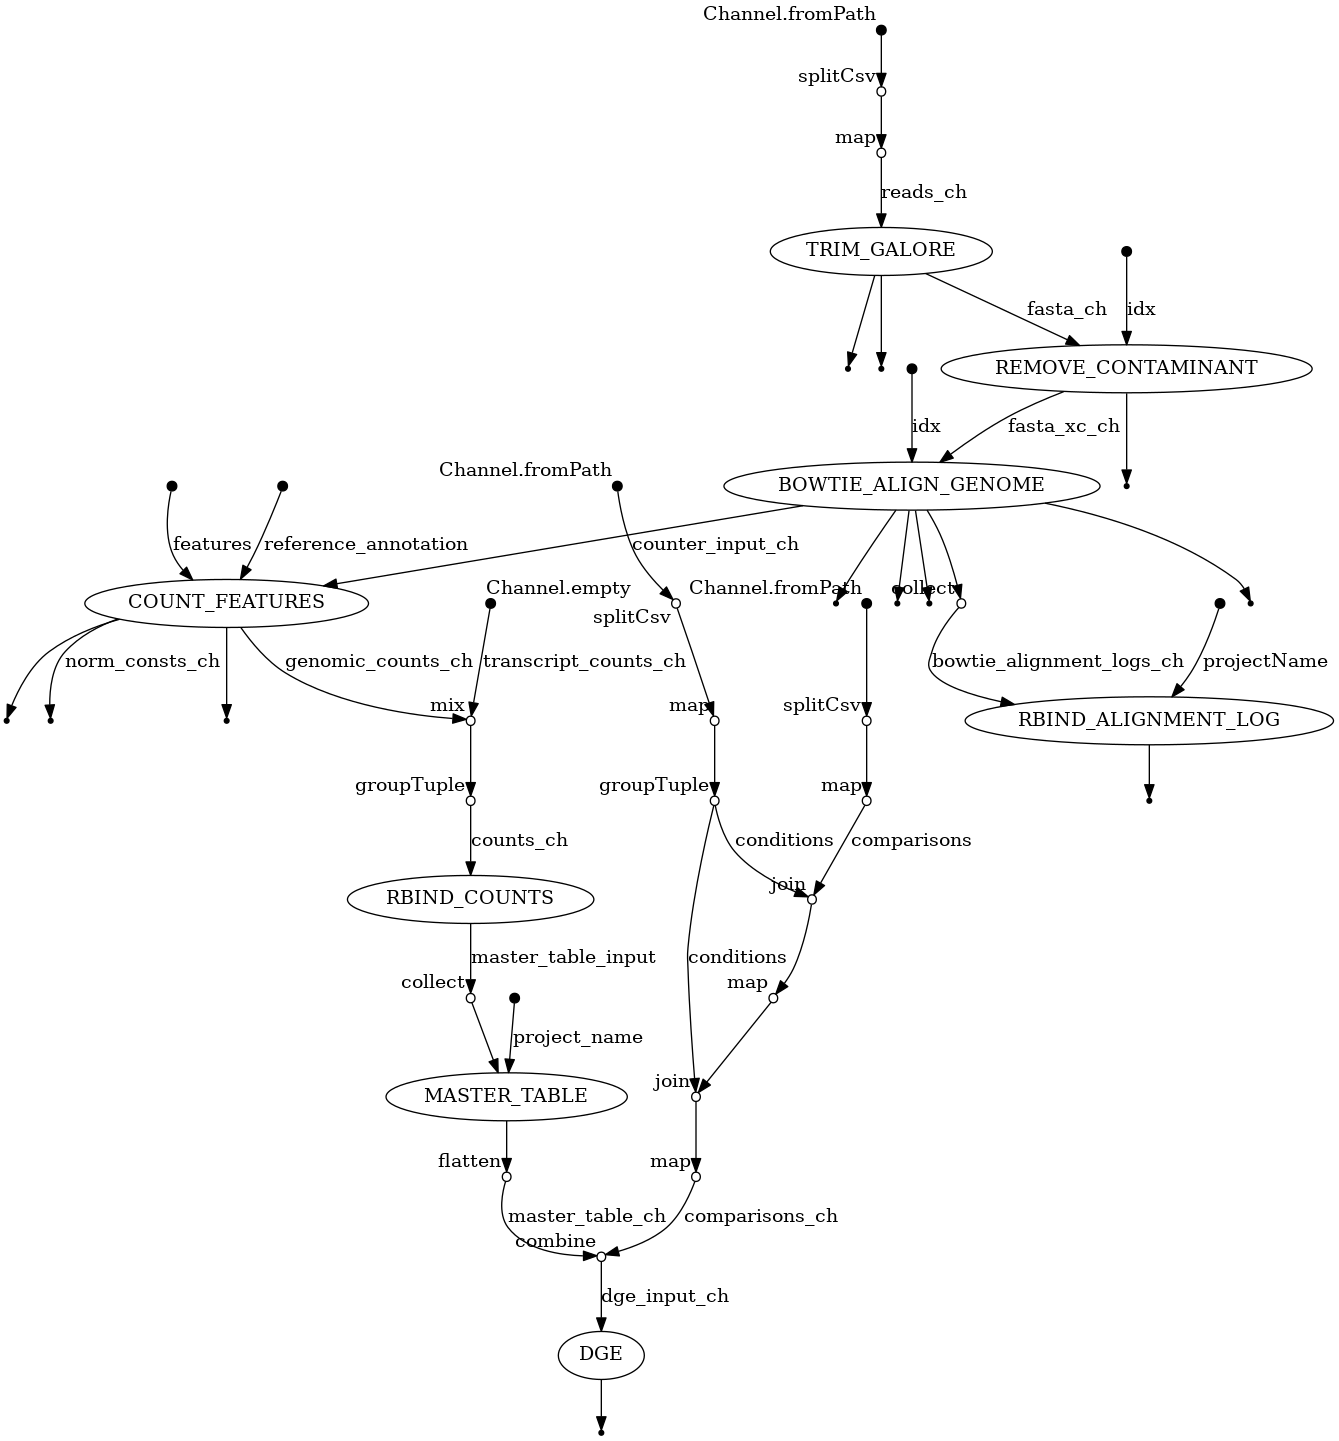 Channel.fromPath
splitCsv
map
reads_ch
TRIM_GALORE
fasta_ch
idx
REMOVE_CONTAMINANT
idx
fasta_xc_ch
Channel.fromPath
BOWTIE_ALIGN_GENOME
features
reference_annotation
counter_input_ch
Channel.empty
Channel.fromPath
collect
COUNT_FEATURES
splitCsv
norm_consts_ch
genomic_counts_ch
transcript_counts_ch
bowtie_alignment_logs_ch
projectName
mix
map
splitCsv
RBIND_ALIGNMENT_LOG
groupTuple
groupTuple
map
counts_ch
conditions
comparisons
join
RBIND_COUNTS
master_table_input
conditions
collect
map
project_name
join
MASTER_TABLE
flatten
map
master_table_ch
comparisons_ch
combine
dge_input_ch
DGE